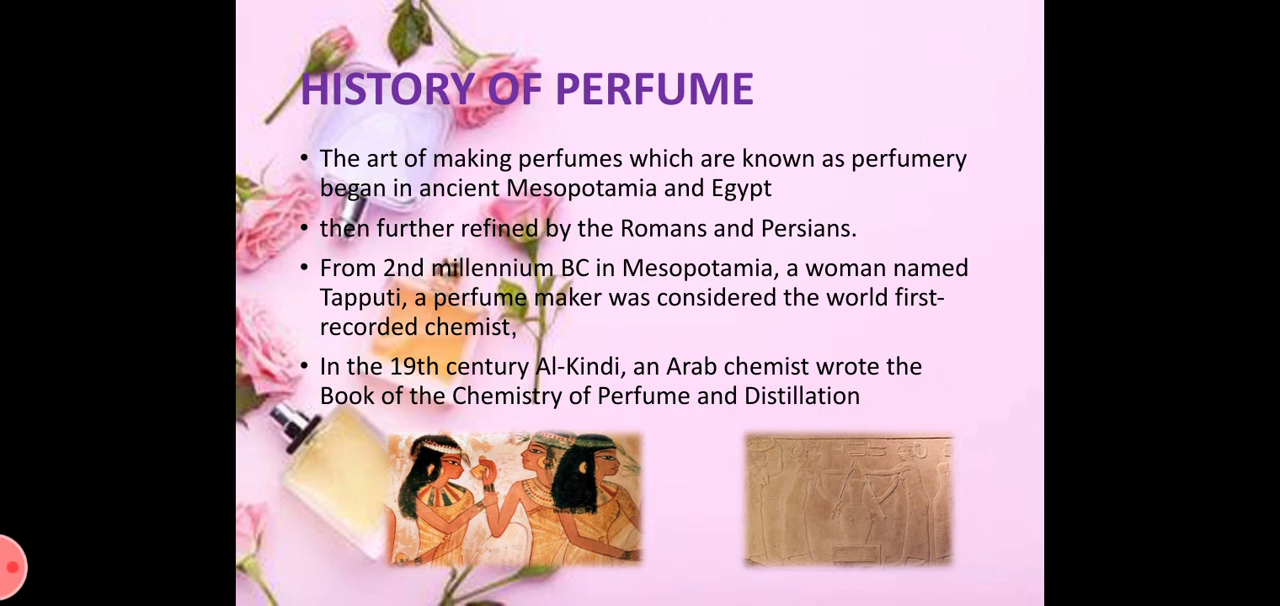 HISTORY OF PERFUME
• The art of making perfumes which are known as perfumery
began in ancient Mesopotamia and Egypt
• then further refined by the Romans and Persians.
• From 2nd millennium BC in Mesopotamia, a woman named
Tapputi, a perfume maker was considered the world first-
recorded chemist,
• In the 19th century Al-Kindi, an Arab chemist wrote the
Book of the Chemistry of Perfume and Distillation